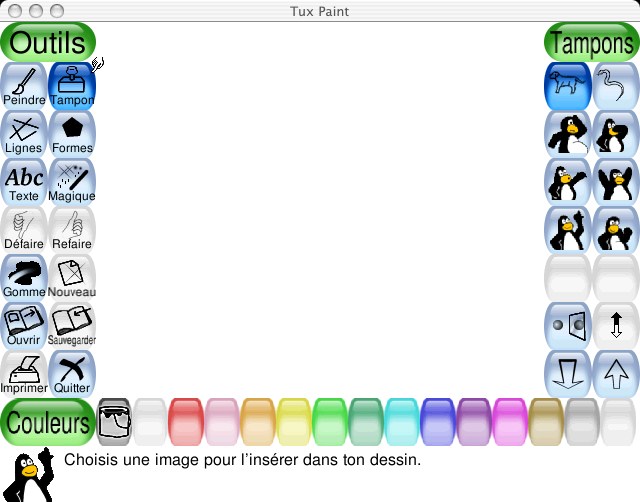 Tux Paint
Outils
Tampons
Peindre
Tampon
Lignes
Formes
Abc
Texte
Magique
Défaire
Refaire
Gomme
Nouveau
Ouvrir
Sauvegarder
Imprimer
Quitter
Couleurs
Choisis une image pour l'insérer dans ton dessin.